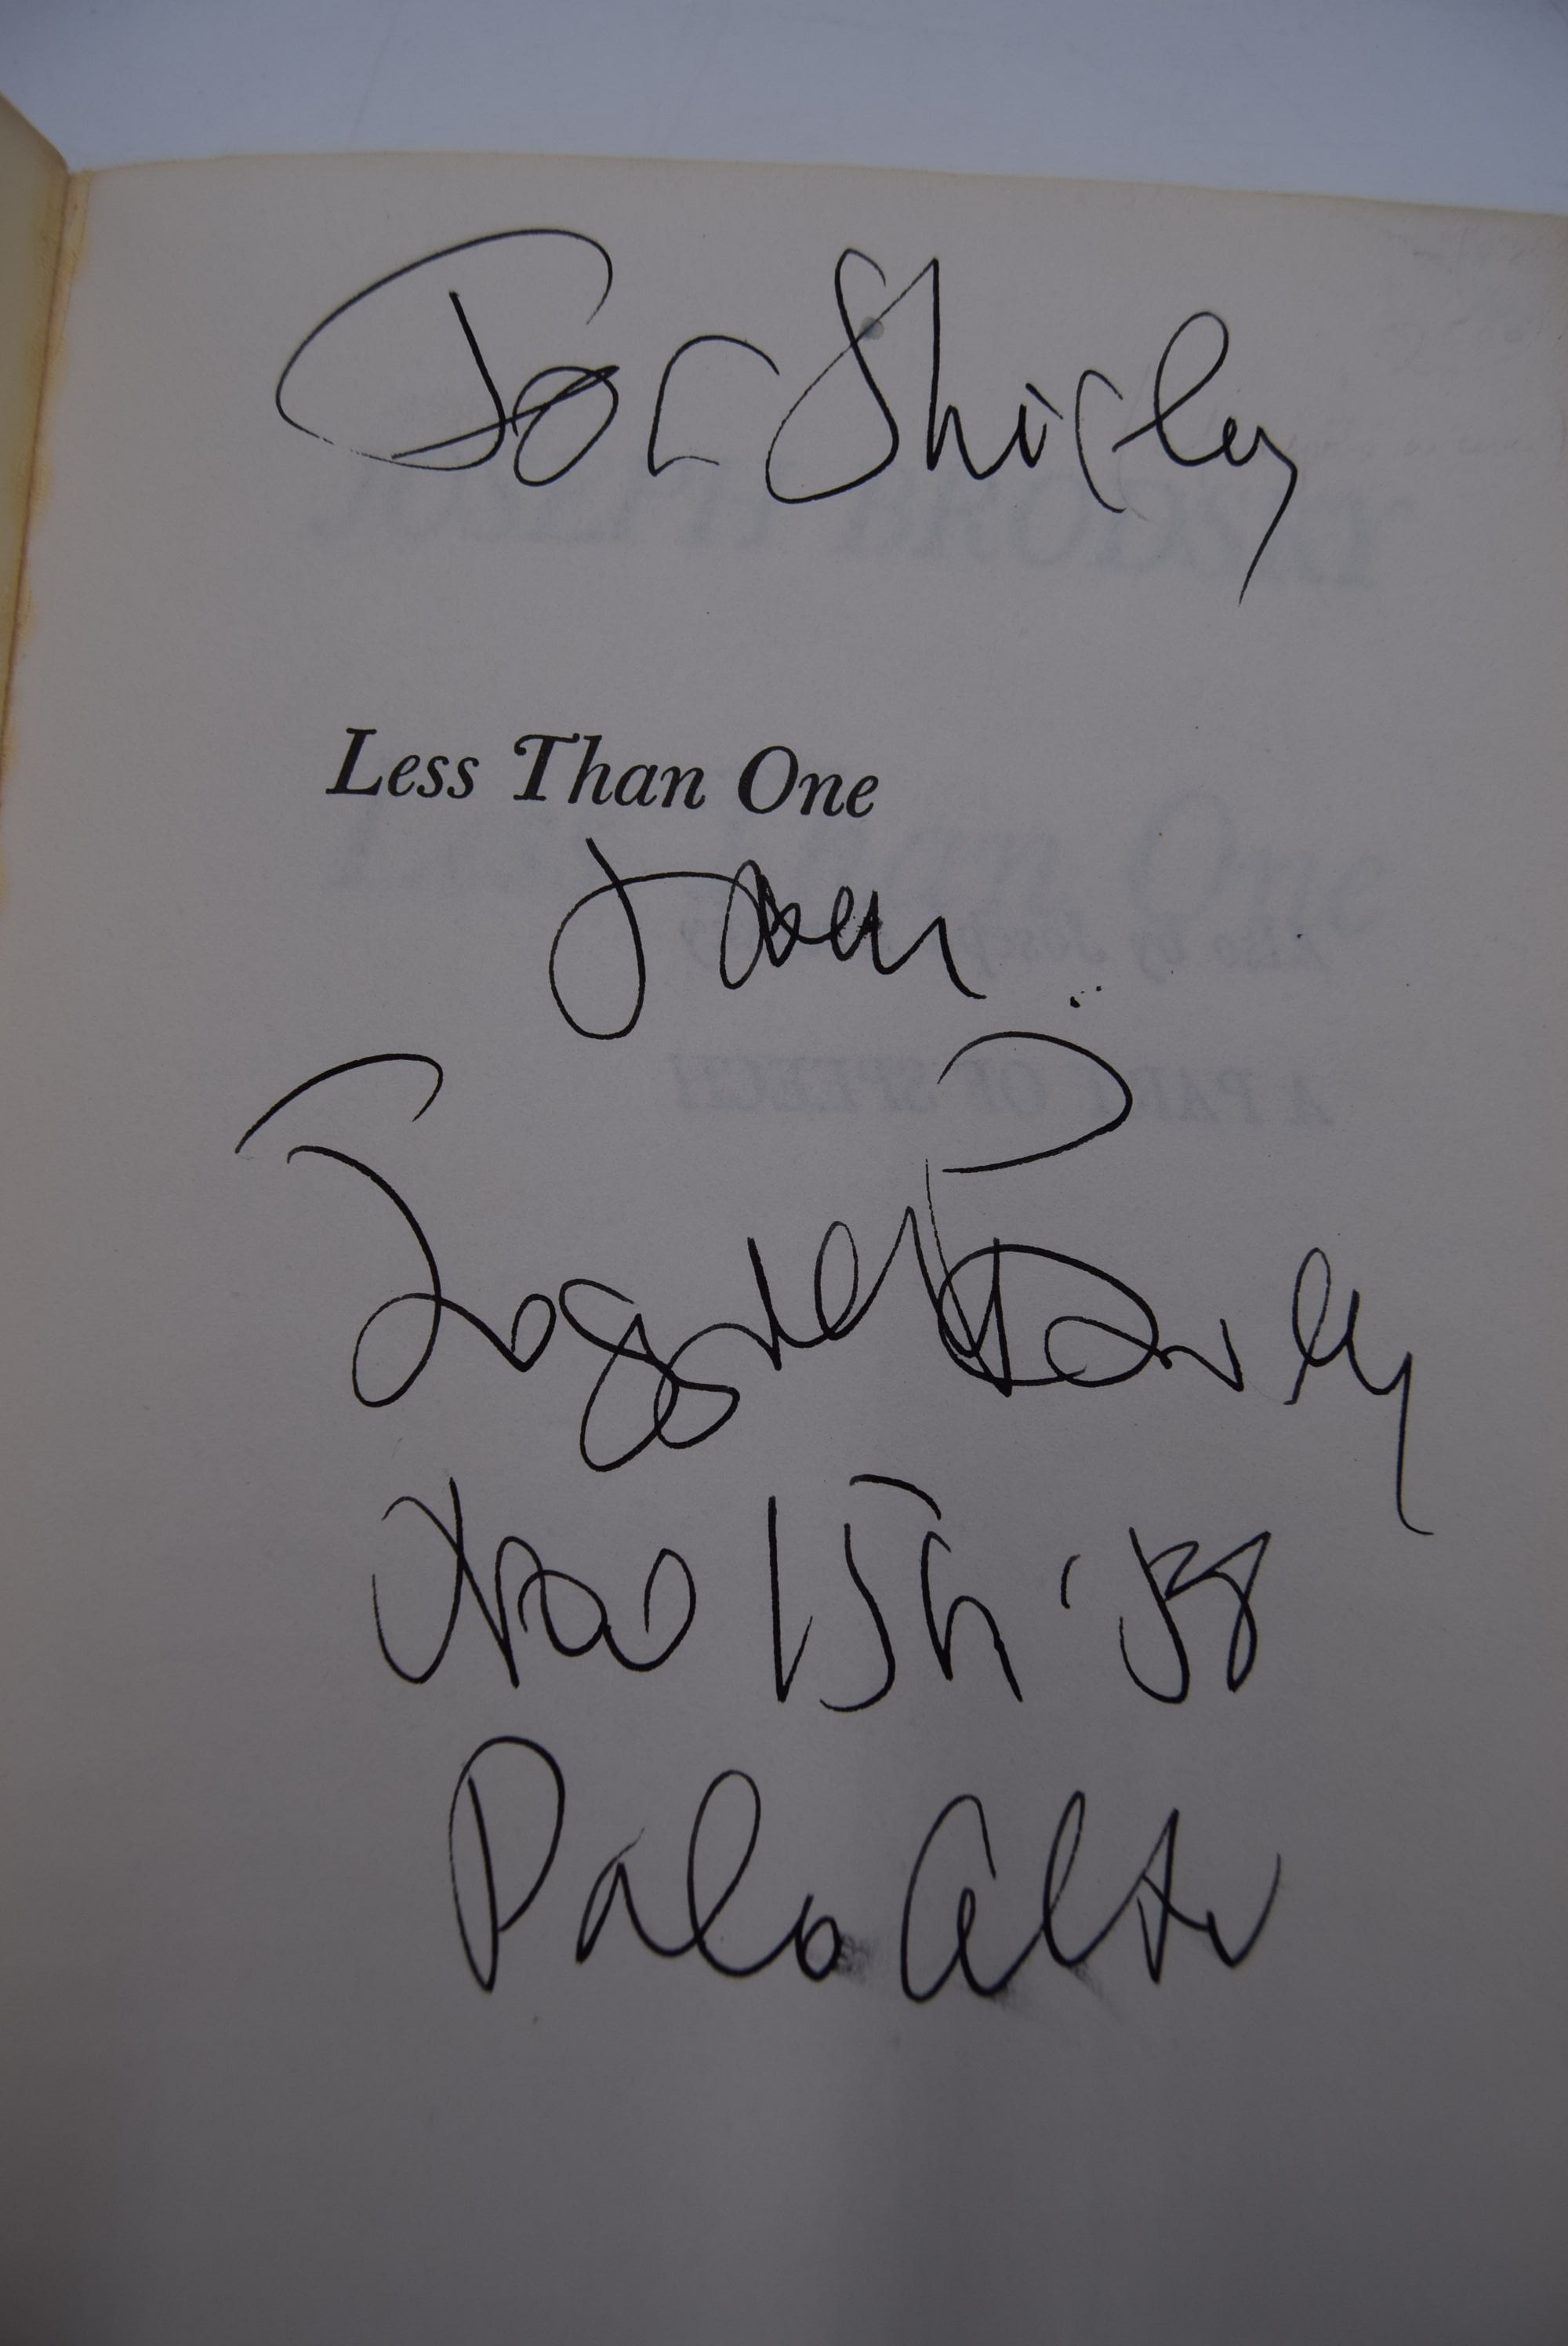 For Shirley
Less Than One
from
Joseph Brodsky
Nov 15th '88
Palo Alto